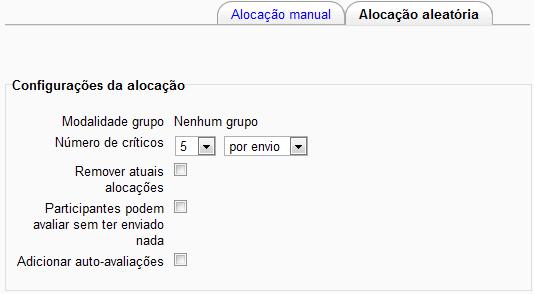 Alocação manual Alocação aleatória
Configurações da alocação
Modalidade grupo Nenhum grupo
Número de críticos 5 por envio
Remover atuais
alocações
Participantes podem
avaliar sem ter enviado
nada
Adicionar auto-avaliações